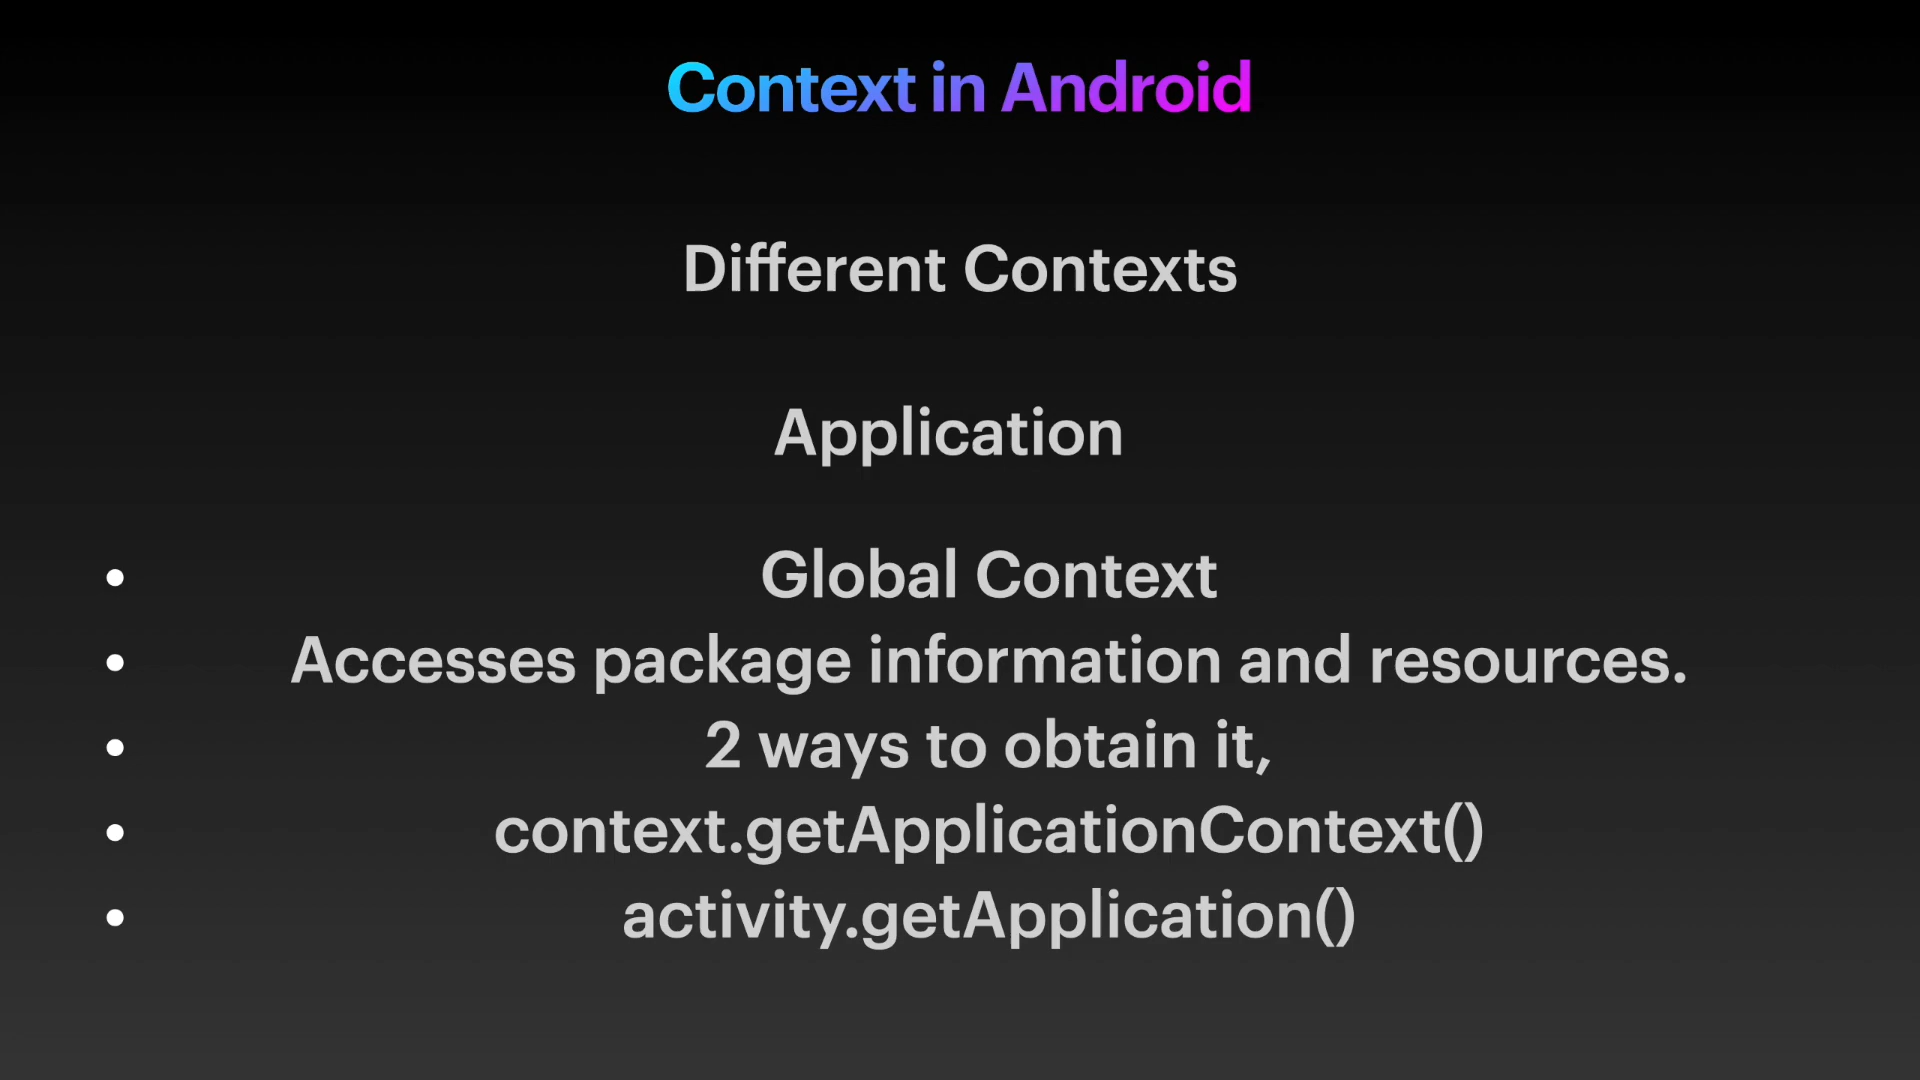 Context in Android
Different Contexts
Application
• Global Context
• Accesses package information and resources.
• 2 ways to obtain it,
• context.getApplicationContext()
• activity.getApplication()